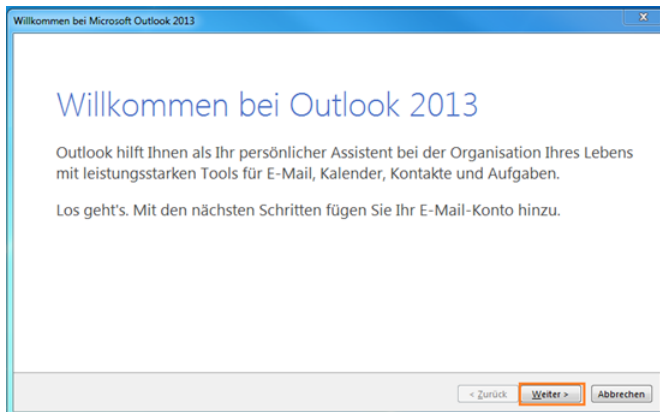 Willkommen bei Microsoft Outlook 2013
X
Willkommen bei Outlook 2013
Outlook hilft Ihnen als Ihr persönlicher Assistent bei der Organisation Ihres Lebens
mit leistungsstarken Tools für E-Mail, Kalender, Kontakte und Aufgaben.
Los geht's. Mit den nächsten Schritten fügen Sie Ihr E-Mail-Konto hinzu.
< Zurück Weiter > Abbrechen